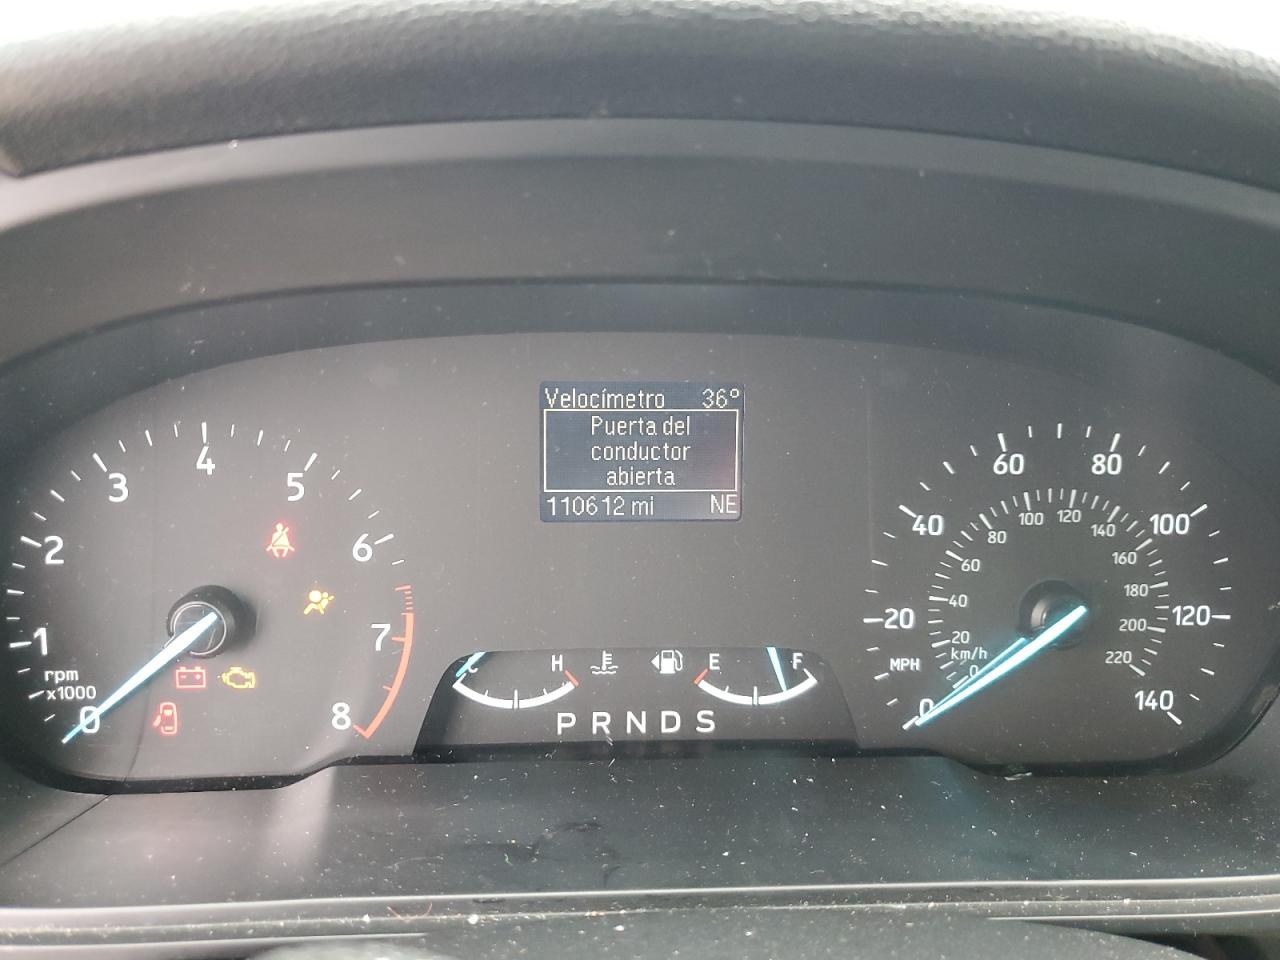 Velocímetro 36°
Puerta del
conductor
abierta
110612 mi NE
0 1 2 3 4 5 6 7 8
rpm
x1000
C H
E F
P R N D S
0 20 40 60 80 100 120 140
MPH
0 20 40 60 80 100 120 140 160 180 200 220
km/h